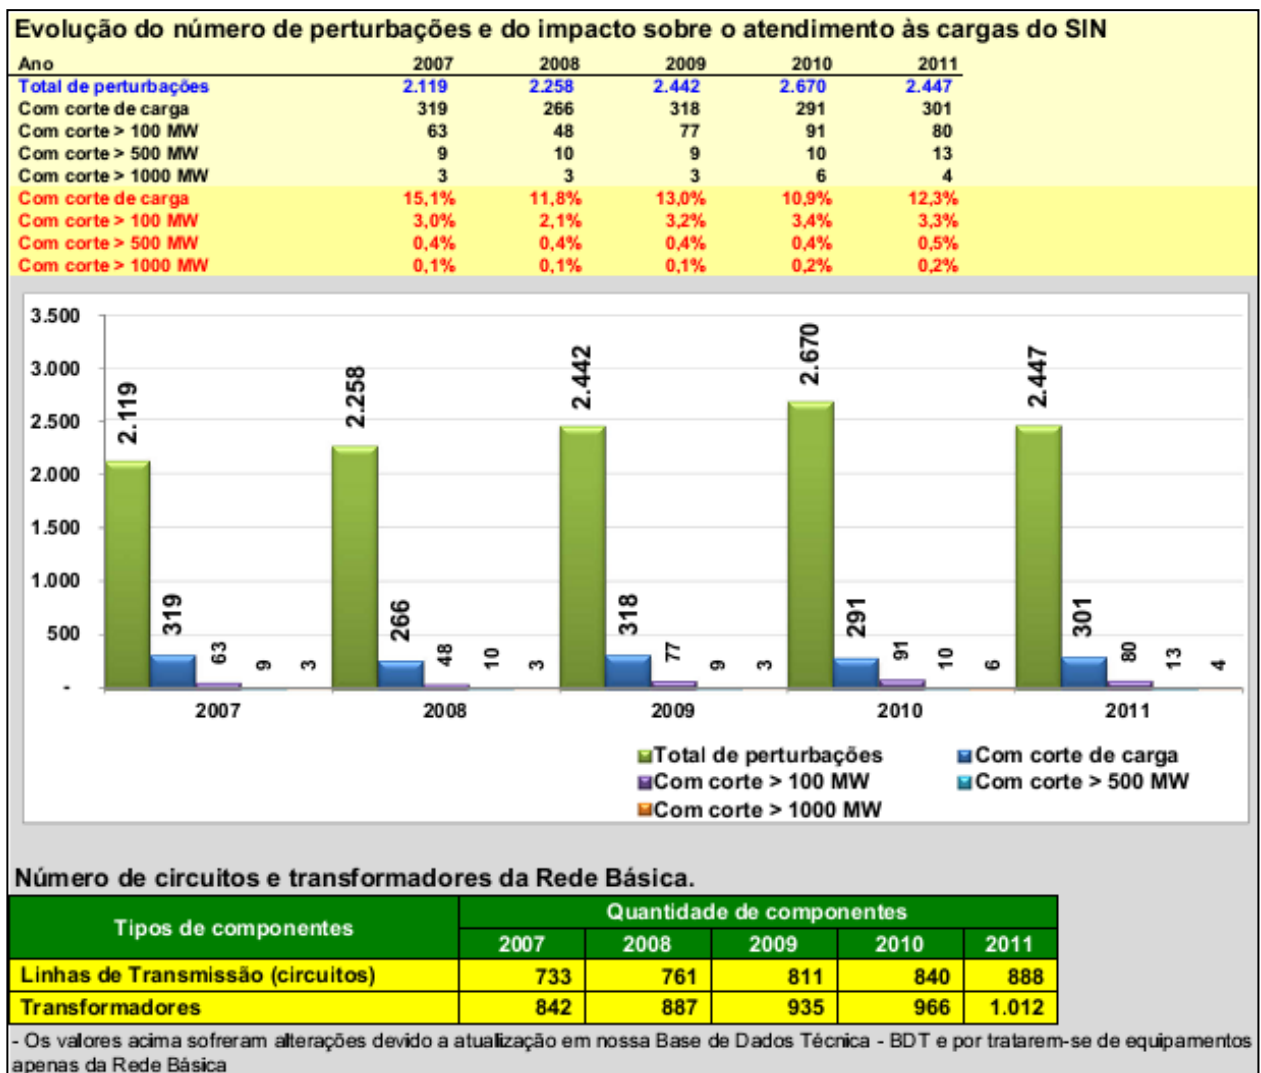 Evolução do número de perturbações e do impacto sobre o atendimento às cargas do SIN
Ano 2007 2008 2009 2010 2011
Total de perturbações 2.119 2.258 2.442 2.670 2.447
Com corte de carga 319 266 318 291 301
Com corte > 100 MW 63 48 77 91 80
Com corte > 500 MW 9 10 9 10 13
Com corte > 1000 MW 3 3 3 6 4
Com corte de carga 15,1% 11,8% 13,0% 10,9% 12,3%
Com corte > 100 MW 3,0% 2,1% 3,2% 3,4% 3,3%
Com corte > 500 MW 0,4% 0,4% 0,4% 0,4% 0,5%
Com corte > 1000 MW 0,1% 0,1% 0,1% 0,2% 0,2%
3.500
3.000
2.500
2.000
1.500
1.000
500
-
2.119 319 63 9 3
2.258 266 48 10 3
2.442 318 77 9 3
2.670 291 91 10 6
2.447 301 80 13 4
2007 2008 2009 2010 2011
Total de perturbações Com corte de carga
Com corte > 100 MW Com corte > 500 MW
Com corte > 1000 MW
Número de circuitos e transformadores da Rede Básica.
Tipos de componentes Quantidade de componentes
2007 2008 2009 2010 2011
Linhas de Transmissão (circuitos) 733 761 811 840 888
Transformadores 842 887 935 966 1.012
- Os valores acima sofreram alterações devido a atualização em nossa Base de Dados Técnica - BDT e por tratarem-se de equipamentos
apenas da Rede Básica